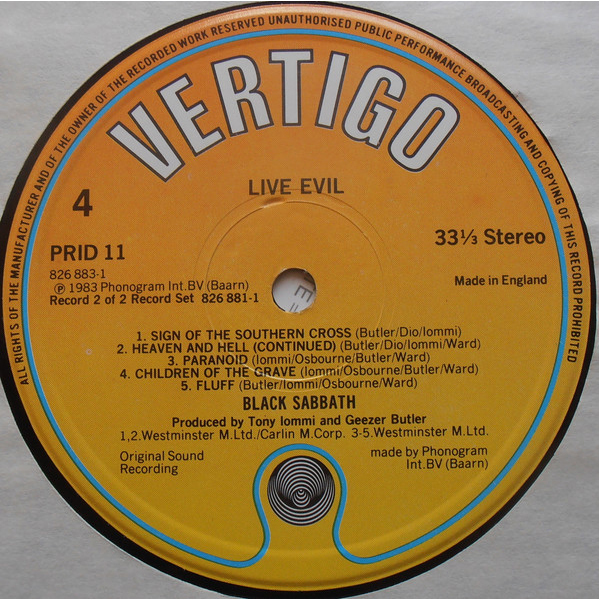 ALL RIGHTS OF THE MANUFACTURER AND OF THE OWNER OF THE RECORDED WORK RESERVED UNAUTHORISED PUBLIC PERFORMANCE BROADCASTING AND COPYING OF THIS RECORD PROHIBITED
VERTIGO
LIVE EVIL
4
PRID 11
33⅓ Stereo
826 883-1
℗ 1983 Phonogram Int.BV (Baarn)
Made in England
Record 2 of 2 Record Set 826 881-1
1. SIGN OF THE SOUTHERN CROSS (Butler/Dio/Iommi)
2. HEAVEN AND HELL (CONTINUED) (Butler/Dio/Iommi/Ward)
3. PARANOID (Iommi/Osbourne/Butler/Ward)
4. CHILDREN OF THE GRAVE (Iommi/Osbourne/Butler/Ward)
5. FLUFF (Butler/Iommi/Osbourne/Ward)
BLACK SABBATH
Produced by Tony Iommi and Geezer Butler
1,2.Westminster M.Ltd./Carlin M.Corp. 3-5.Westminster M.Ltd.
Original Sound
Recording
made by Phonogram
Int.BV (Baarn)